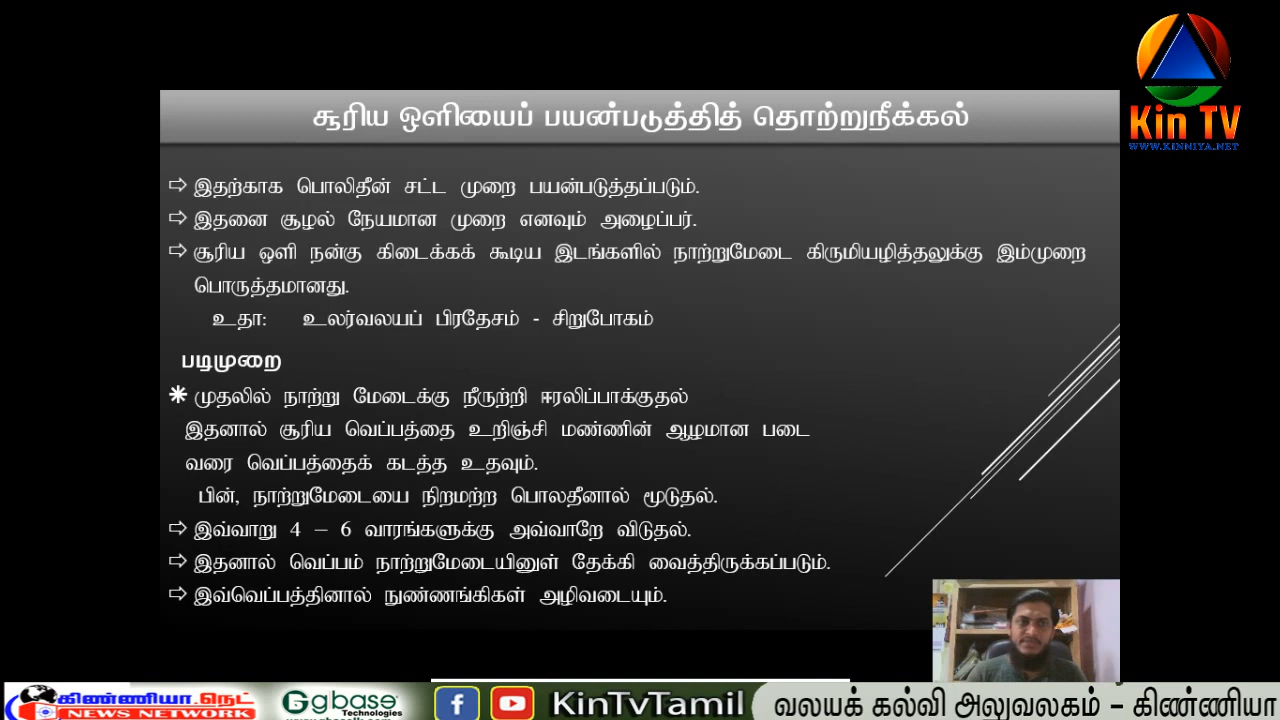 Kin TV
WWW.KINNIYA.NET
சூரிய ஒளியைப் பயன்படுத்தித் தொற்றுநீக்கல்
⇨ இதற்காக பொலிதீன் சட்ட முறை பயன்படுத்தப்படும்.
⇨ இதனை சூழல் நேயமான முறை எனவும் அழைப்பர்.
⇨ சூரிய ஒளி நன்கு கிடைக்கக் கூடிய இடங்களில் நாற்றுமேடை கிருமியழித்தலுக்கு இம்முறை
பொருத்தமானது.
உதா: உலர்வலயப் பிரதேசம் - சிறுபோகம்
படிமுறை
✱ முதலில் நாற்று மேடைக்கு நீருற்றி ஈரலிப்பாக்குதல்
இதனால் சூரிய வெப்பத்தை உறிஞ்சி மண்ணின் ஆழமான படை
வரை வெப்பத்தைக் கடத்த உதவும்.
பின், நாற்றுமேடையை நிறமற்ற பொலதீனால் மூடுதல்.
⇨ இவ்வாறு 4 – 6 வாரங்களுக்கு அவ்வாறே விடுதல்.
⇨ இதனால் வெப்பம் நாற்றுமேடையினுள் தேக்கி வைத்திருக்கப்படும்.
⇨ இவ்வெப்பத்தினால் நுண்ணங்கிகள் அழிவடையும்.
கிண்ணியா.நெட்
NEWS NETWORK
gbase
Technologies
KinTvTamil
வலயக் கல்வி அலுவலகம் – கிண்ணியா